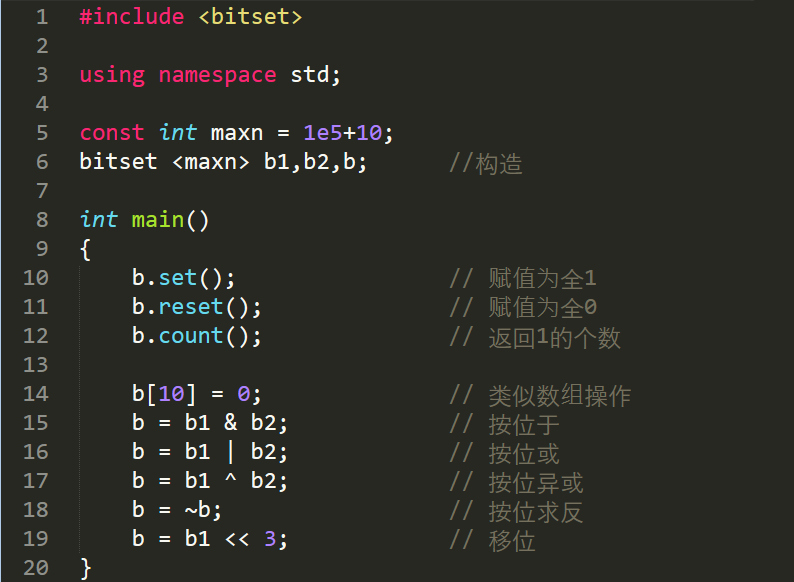 1 #include <bitset>
2
3 using namespace std;
4
5 const int maxn = 1e5+10;
6 bitset <maxn> b1,b2,b; //构造
7
8 int main()
9 {
10 b.set(); // 赋值为全1
11 b.reset(); // 赋值为全0
12 b.count(); // 返回1的个数
13
14 b[10] = 0; // 类似数组操作
15 b = b1 & b2; // 按位于
16 b = b1 | b2; // 按位或
17 b = b1 ^ b2; // 按位异或
18 b = ~b; // 按位求反
19 b = b1 << 3; // 移位
20 }